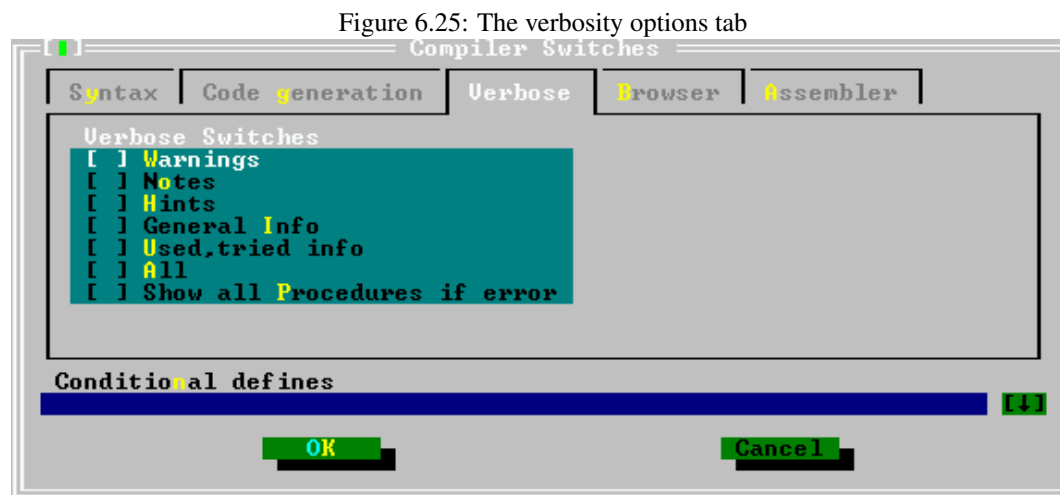 Figure 6.25: The verbosity options tab
[ ] Compiler Switches
Syntax Code generation Verbose Browser Assembler
Verbose Switches
[ ] Warnings
[ ] Notes
[ ] Hints
[ ] General Info
[ ] Used,tried info
[ ] All
[ ] Show all Procedures if error
Conditional defines
[↓]
OK Cancel